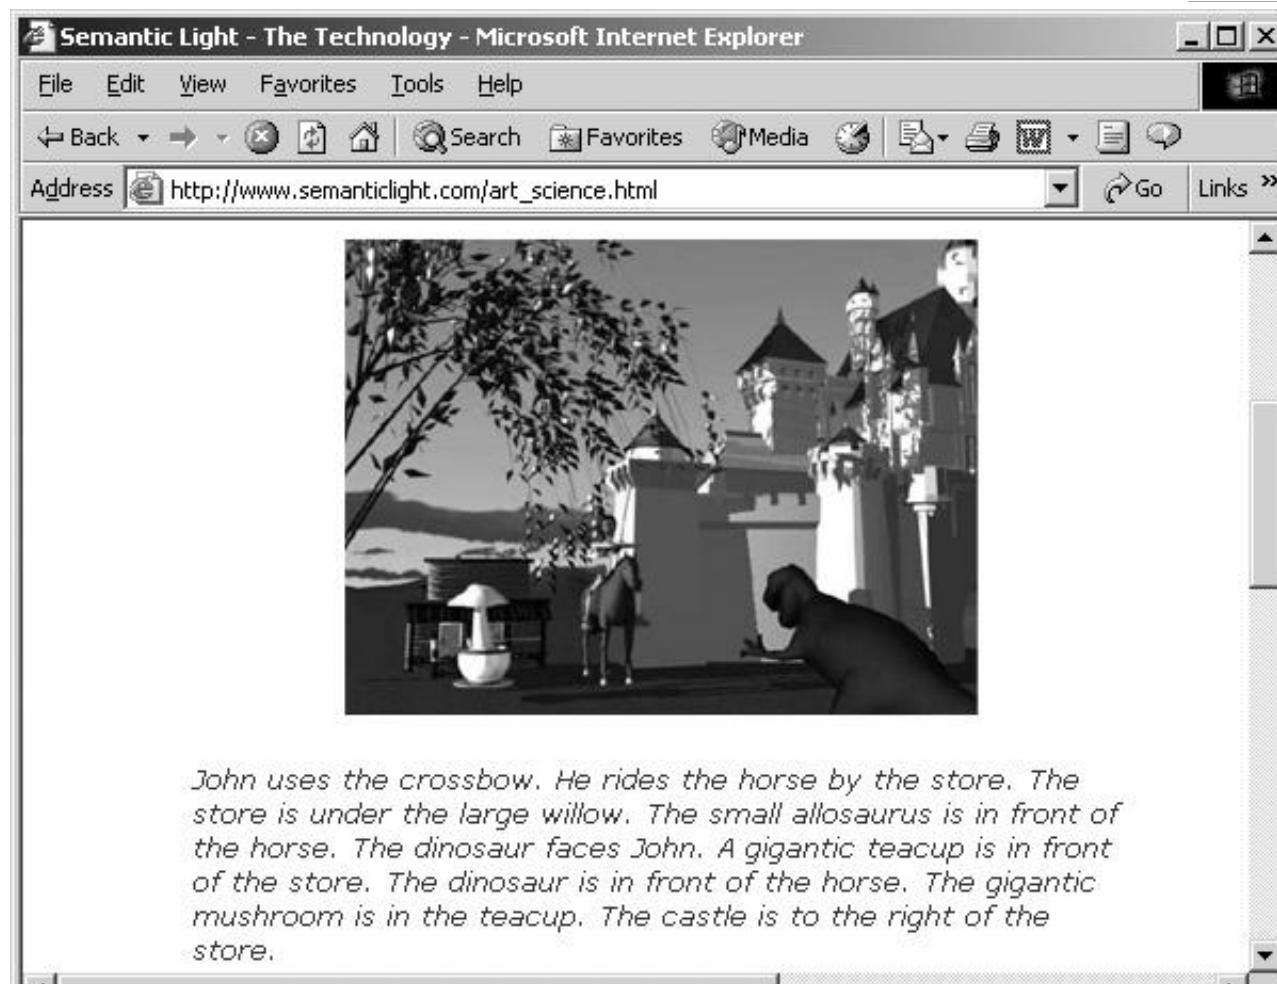 Semantic Light - The Technology - Microsoft Internet Explorer
File Edit View Favorites Tools Help
Back Search Favorites Media W
Address http://www.semanticlight.com/art_science.html Go Links »
John uses the crossbow. He rides the horse by the store. The
store is under the large willow. The small allosaurus is in front of
the horse. The dinosaur faces John. A gigantic teacup is in front
of the store. The dinosaur is in front of the horse. The gigantic
mushroom is in the teacup. The castle is to the right of the
store.